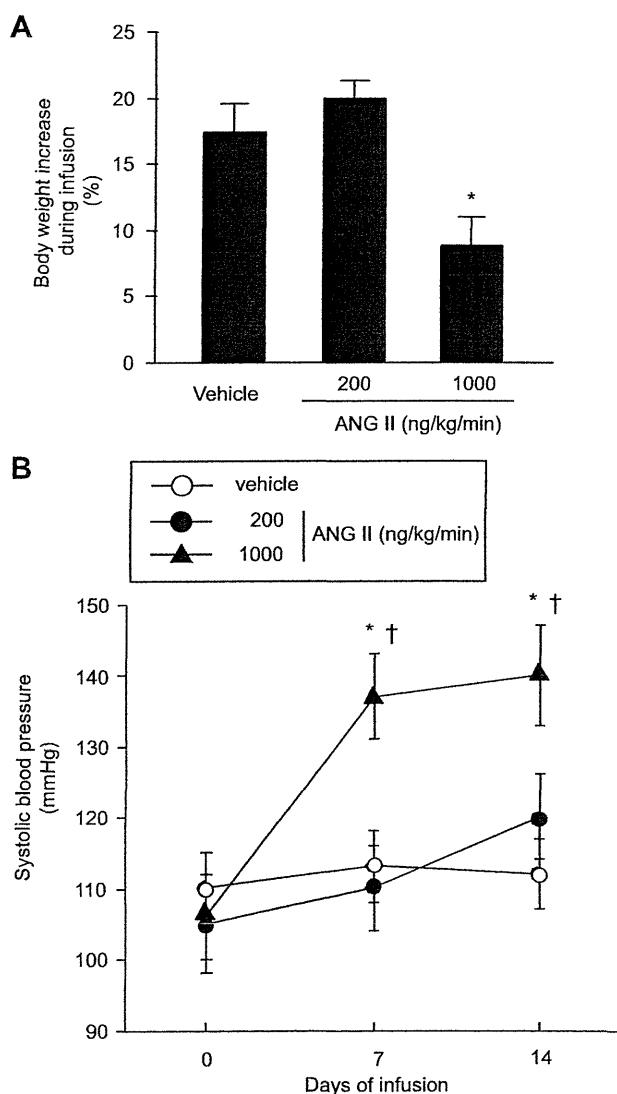 A
Body weight increase
during infusion
(%)
25
20
15
10
5
0
*
Vehicle
200
1000
ANG II (ng/kg/min)
B
vehicle
200
1000
ANG II (ng/kg/min)
Systolic blood pressure
(mmHg)
150
140
130
120
110
100
90
* †
* †
0
7
14
Days of infusion